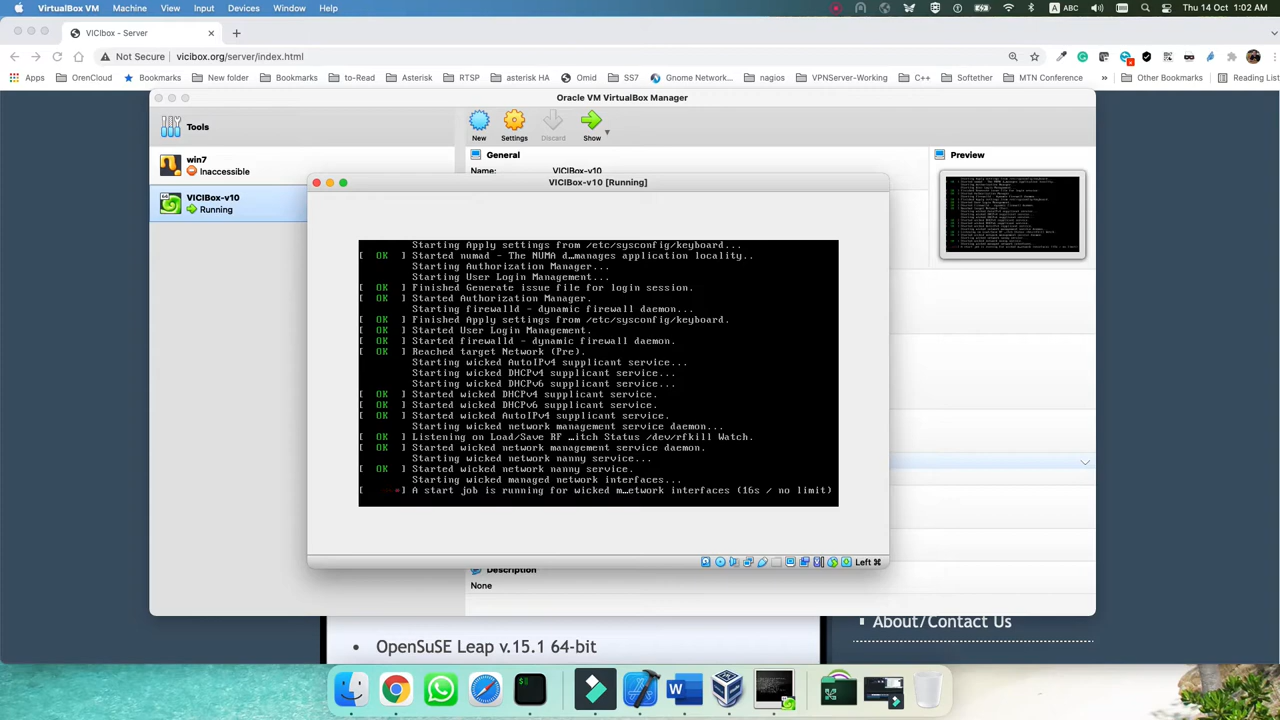 VirtualBox VM Machine View Input Devices Window Help
ABC Thu 14 Oct 1:02 AM
VICIbox - Server
Not Secure vicibox.org/server/index.html
Apps OrenCloud Bookmarks New folder Bookmarks to-Read Asterisk RTSP asterisk HA Omid SS7 Gnome Notes,... nagios VPNServer-Working C++ Softether MTN Conference » Other Bookmarks Reading List
Oracle VM VirtualBox Manager
Tools
New Settings Discard Show
win7
Inaccessible
VICIBox-v10
Running
General
Name: VICIBox-v10
Preview
VICIBox-v10 [Running]
Starting Apply settings from /etc/sysconfig/keyboard...
OK ] Started numad - The NUMA d…manages application locality..
Starting Authorization Manager...
Starting User Login Management...
[ OK ] Finished Generate issue file for login session.
[ OK ] Started Authorization Manager.
Starting firewalld - dynamic firewall daemon...
[ OK ] Finished Apply settings from /etc/sysconfig/keyboard.
[ OK ] Started User Login Management.
[ OK ] Started firewalld - dynamic firewall daemon.
[ OK ] Reached target Network (Pre).
Starting wicked AutoIPv4 supplicant service...
Starting wicked DHCPv4 supplicant service...
Starting wicked DHCPv6 supplicant service...
[ OK ] Started wicked DHCPv4 supplicant service.
[ OK ] Started wicked DHCPv6 supplicant service.
[ OK ] Started wicked AutoIPv4 supplicant service.
Starting wicked network management service daemon...
[ OK ] Listening on Load/Save RF …itch Status /dev/rfkill Watch.
[ OK ] Started wicked network management service daemon.
Starting wicked network nanny service...
[ OK ] Started wicked network nanny service.
Starting wicked managed network interfaces...
[ *] A start job is running for wicked m…etwork interfaces (16s / no limit)
Left ⌘
Description
None
About/Contact Us
• OpenSuSE Leap v.15.1 64-bit